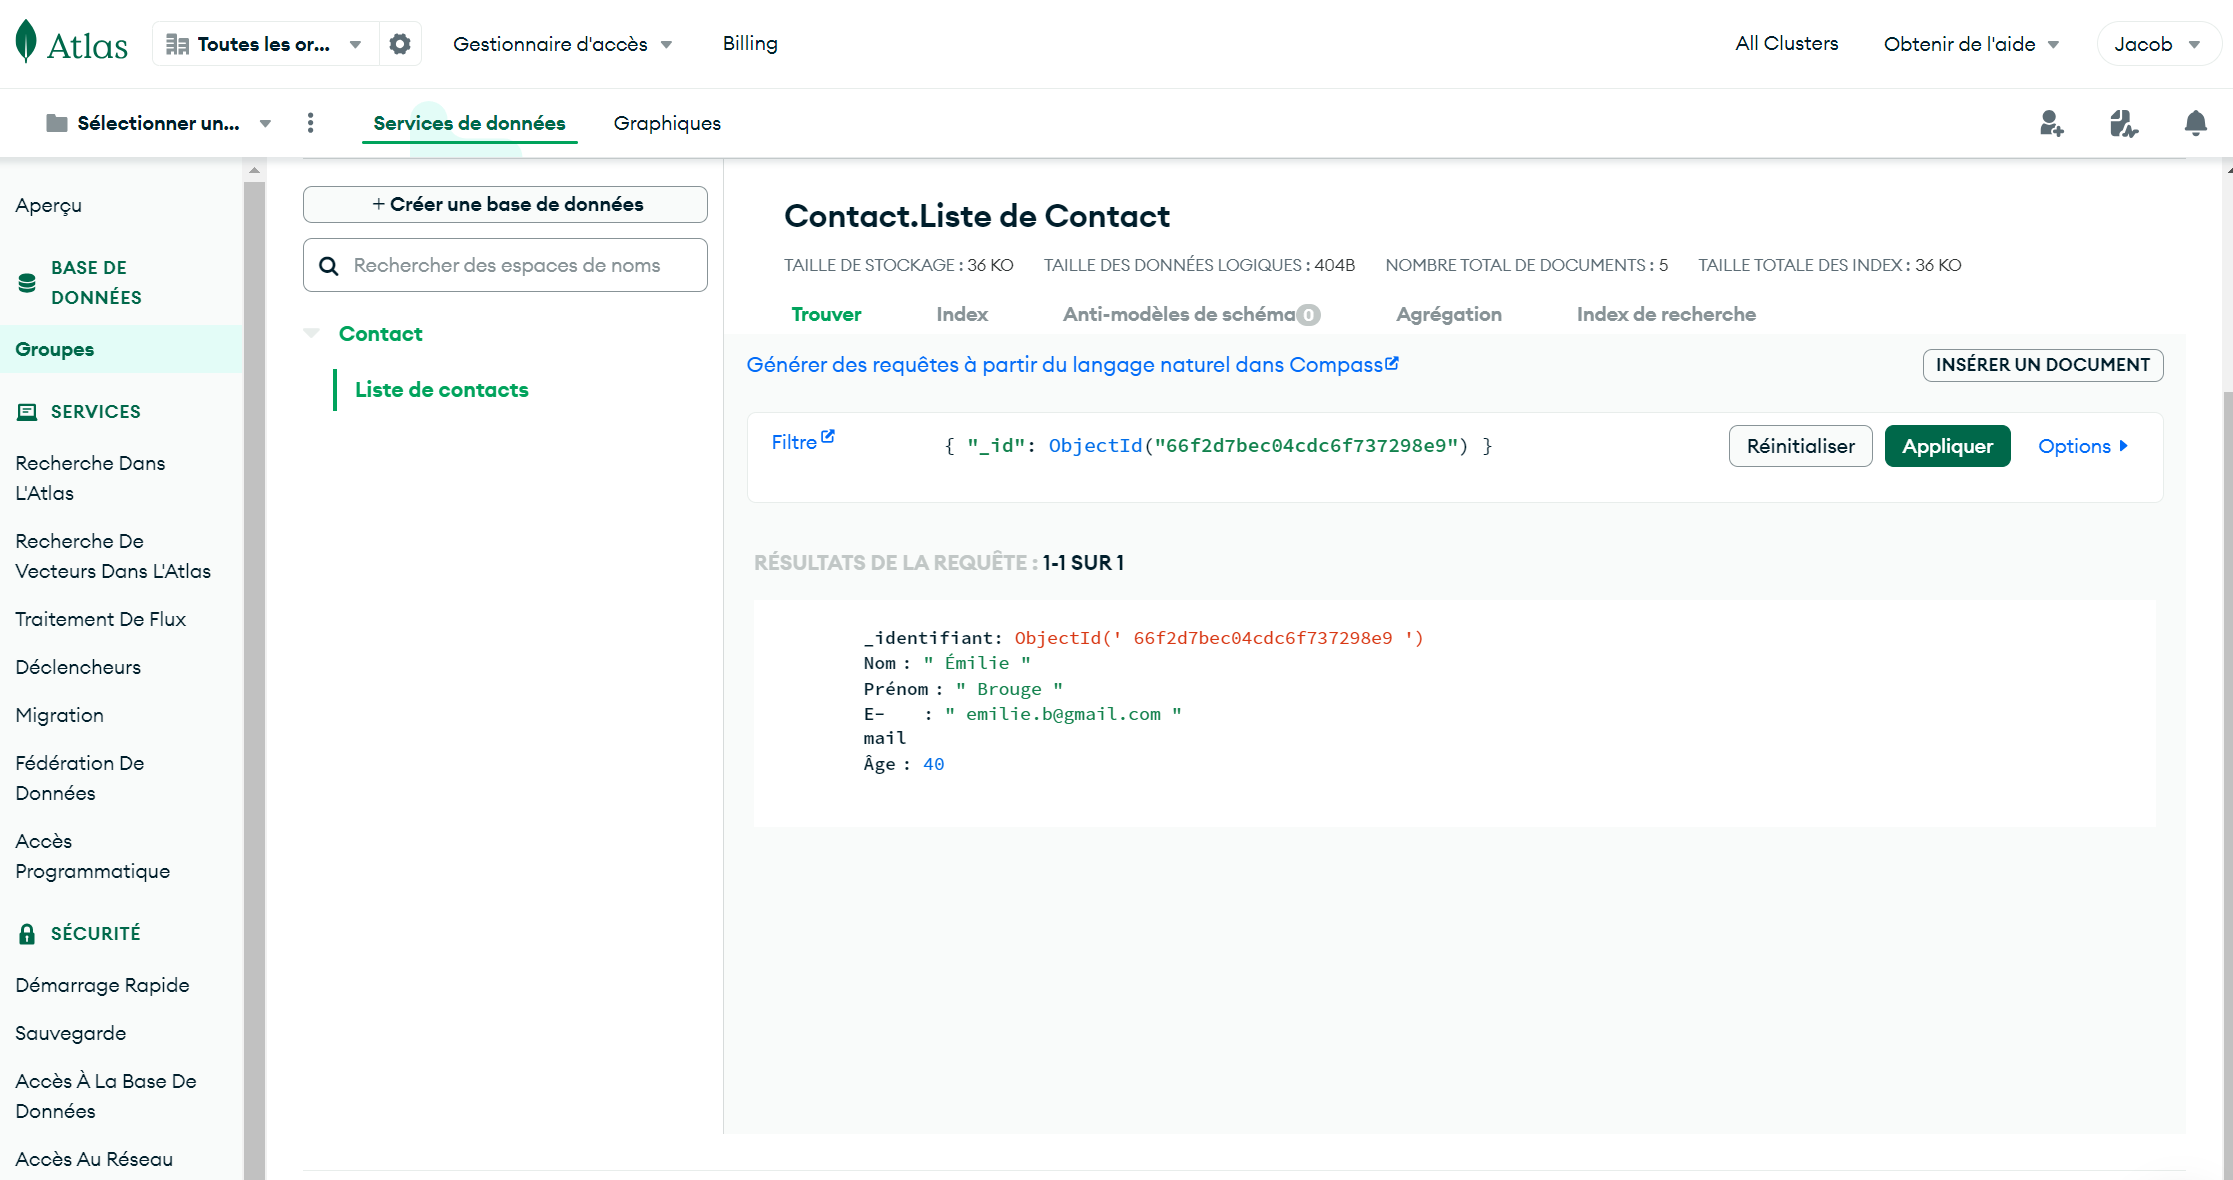 Atlas
Toutes les or...
Gestionnaire d'accès
Billing
All Clusters
Obtenir de l'aide
Jacob
Sélectionner un...
Services de données
Graphiques
Aperçu
BASE DE
DONNÉES
Groupes
SERVICES
Recherche Dans
L'Atlas
Recherche De
Vecteurs Dans L'Atlas
Traitement De Flux
Déclencheurs
Migration
Fédération De
Données
Accès
Programmatique
SÉCURITÉ
Démarrage Rapide
Sauvegarde
Accès À La Base De
Données
Accès Au Réseau
+ Créer une base de données
Rechercher des espaces de noms
Contact
Liste de contacts
Contact.Liste de Contact
TAILLE DE STOCKAGE : 36 KO TAILLE DES DONNÉES LOGIQUES : 404B NOMBRE TOTAL DE DOCUMENTS : 5 TAILLE TOTALE DES INDEX : 36 KO
Trouver Index Anti-modèles de schéma 0 Agrégation Index de recherche
Générer des requêtes à partir du langage naturel dans Compass
INSÉRER UN DOCUMENT
Filtre
{ "_id": ObjectId("66f2d7bec04cdc6f737298e9") }
Réinitialiser
Appliquer
Options
RÉSULTATS DE LA REQUÊTE : 1-1 SUR 1
_identifiant: ObjectId(' 66f2d7bec04cdc6f737298e9 ')
Nom : " Émilie "
Prénom : " Brouge "
E- : " emilie.b@gmail.com "
mail
Âge : 40